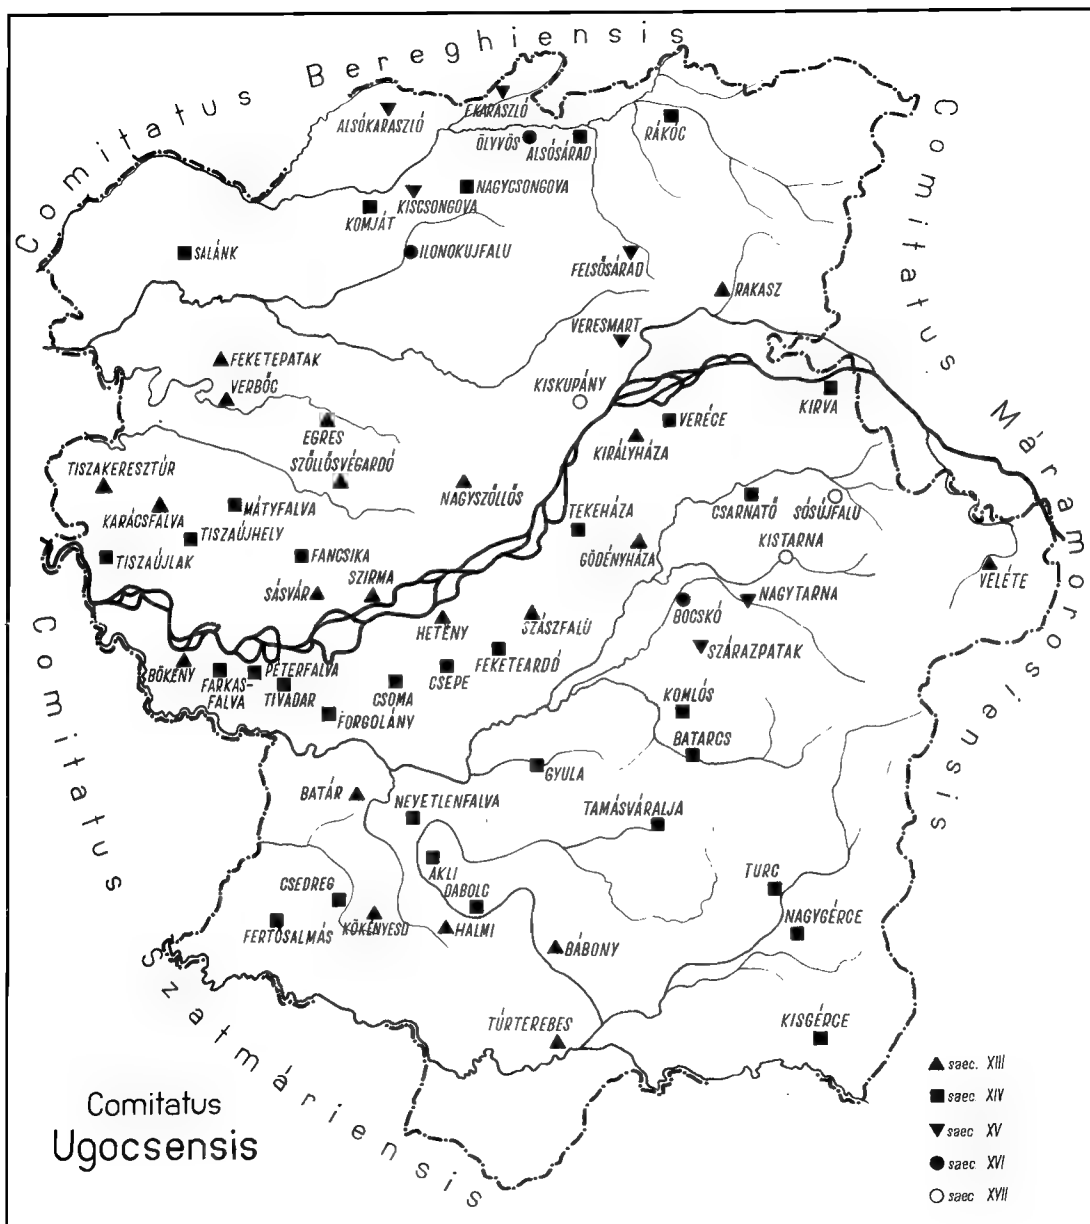 Comitatus Bereghiensis
Comitatus Máramorosiensis
Comitatus Szatmáriensis
ALSÓKARASZLÓ
F.KARASZLÓ
ÖLYVÖS
ALSÓSÁRAD
RÁKÓC
NAGYCSONGOVA
KISCSONGOVA
KOMJÁT
SALÁNK
ILONOKUJFALU
FELSŐSÁRAD
RAKASZ
VERESMART
FEKETEPATAK
VERBŐC
KISKUPÁNY
KIRVA
EGRES
VERÉCE
KIRÁLYHÁZA
SZŐLLŐSVÉGARDÓ
TISZAKERESZTÚR
NAGYSZŐLLŐS
KARÁCSFALVA
MÁTYFALVA
TEKEHÁZA
CSARNATŐ
SÓSÚJFALU
TISZAÚJHELY
TISZAÚJLAK
FANCSIKA
GÖDÉNYHÁZA
KISTARNA
VELÉTE
SÁSVÁR
SZIRMA
BOCSKÓ
NAGYTARNA
HETÉNY
SZÁSZFALÚ
SZÁRAZPATAK
BÖKÉNY
FARKAS-
FALVA
PÉTERFALVA
TIVADAR
CSOMA
CSEPE
FEKETEARDÓ
FORGOLÁNY
KOMLÓS
BATARCS
GYULA
BATÁR
NEVETLENFALVA
TAMÁSVÁRALJA
AKLI
DABOLC
TURC
CSEDREG
FERTŐSALMÁS
KÖKÉNYESD
HALMI
BÁBONY
NAGYGÉRCE
TÚRTEREBES
KISGÉRCE
Comitatus
Ugocsensis
saec. XIII
saec. XIV
saec XV
saec. XVI
saec XVII